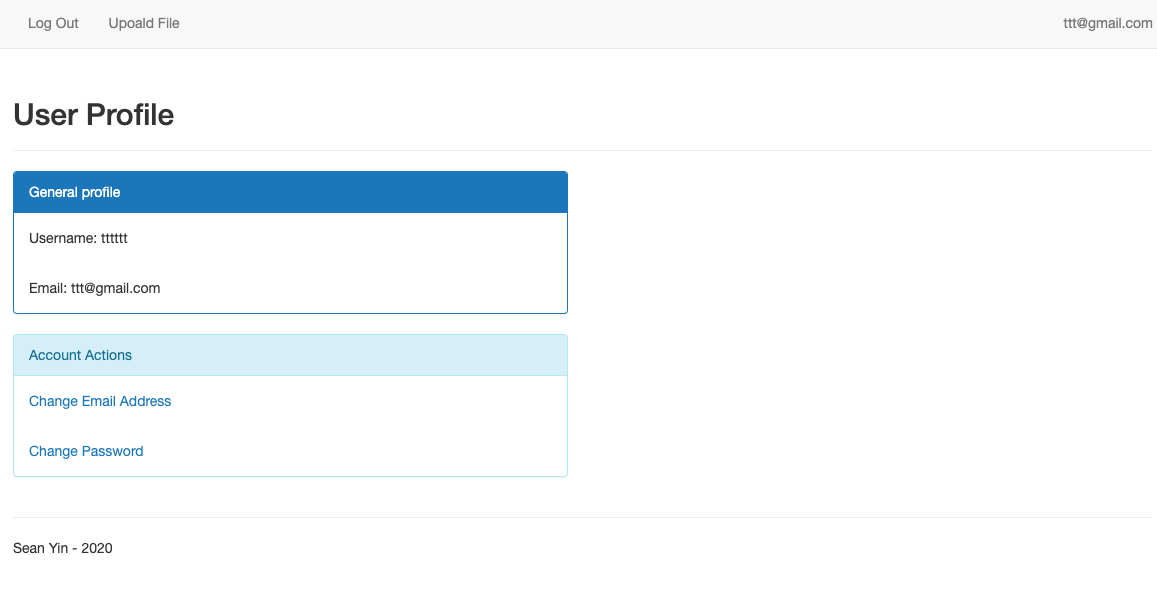 Log Out Upoald File ttt@gmail.com
User Profile
General profile
Username: tttttt
Email: ttt@gmail.com
Account Actions
Change Email Address
Change Password
Sean Yin - 2020